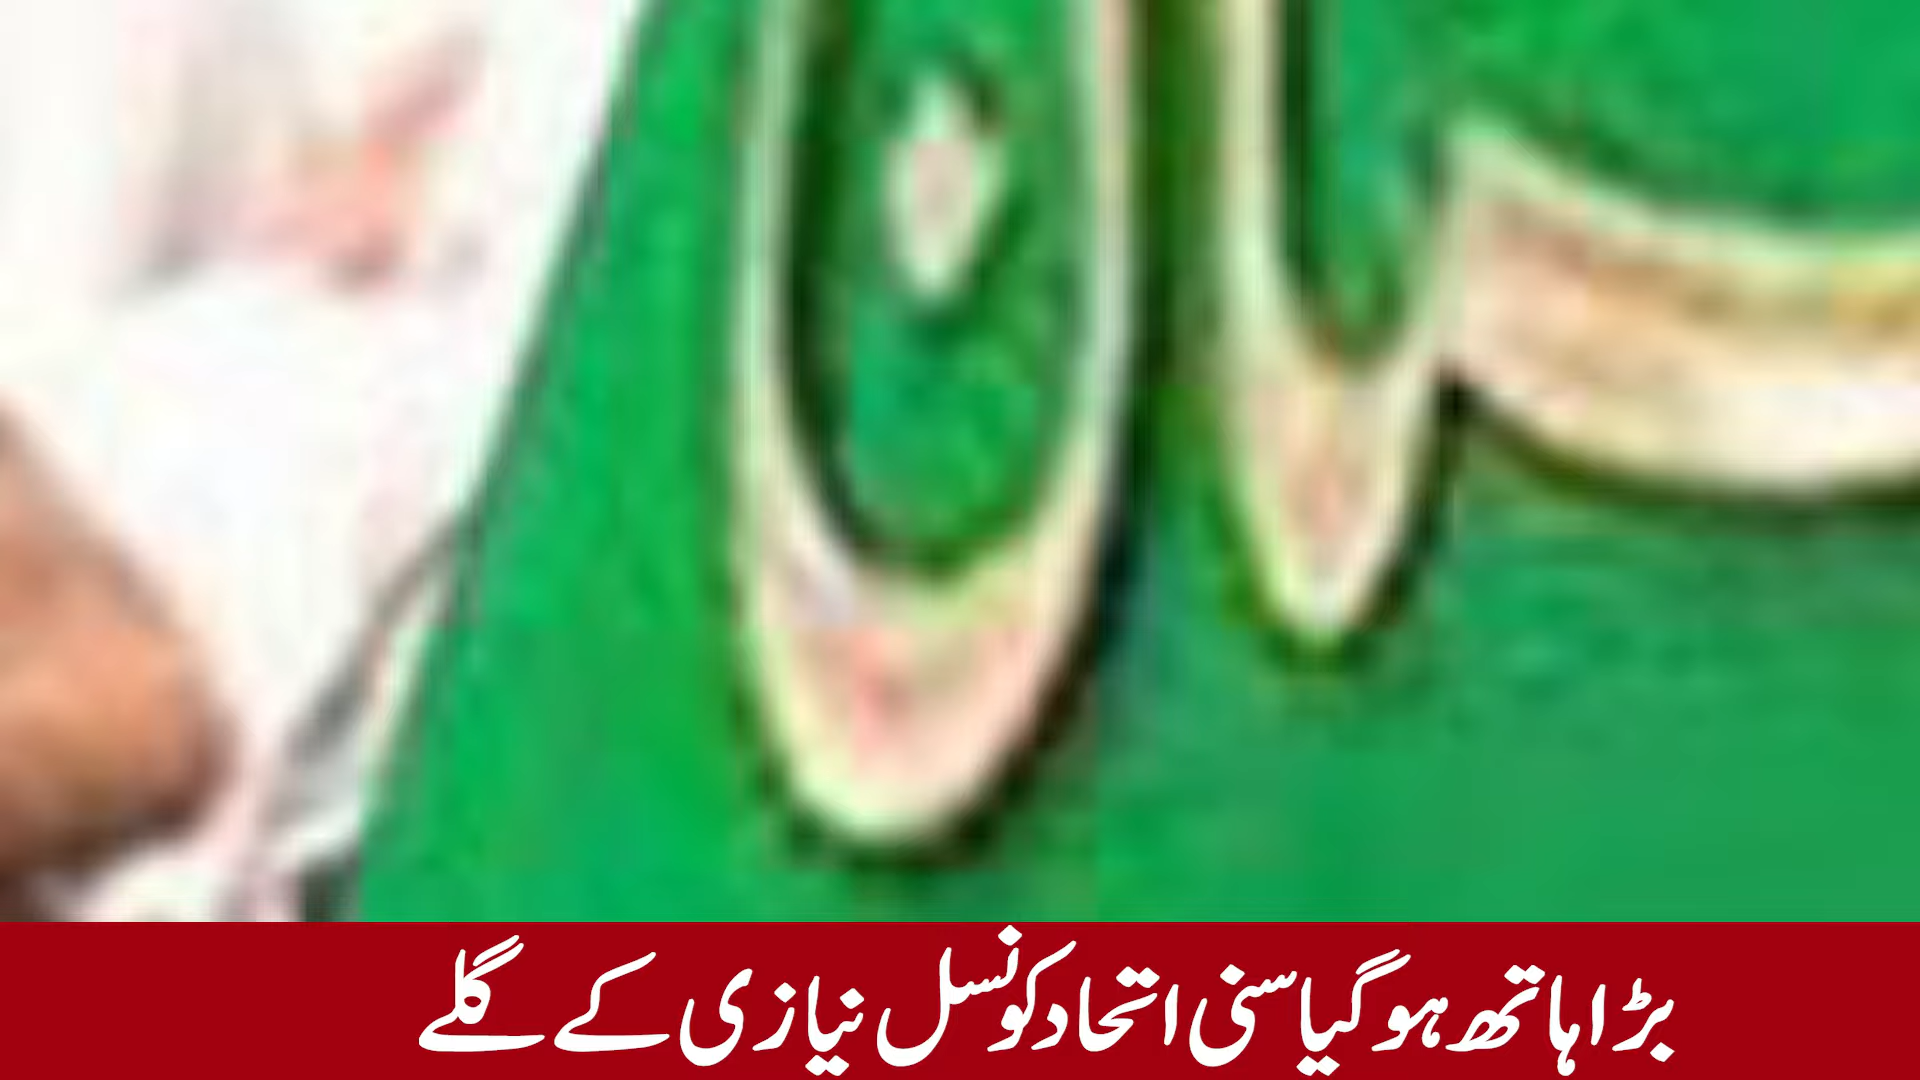 بڑا ہاتھ ہو گیا سنی اتحاد کونسل نیازی کے گلے